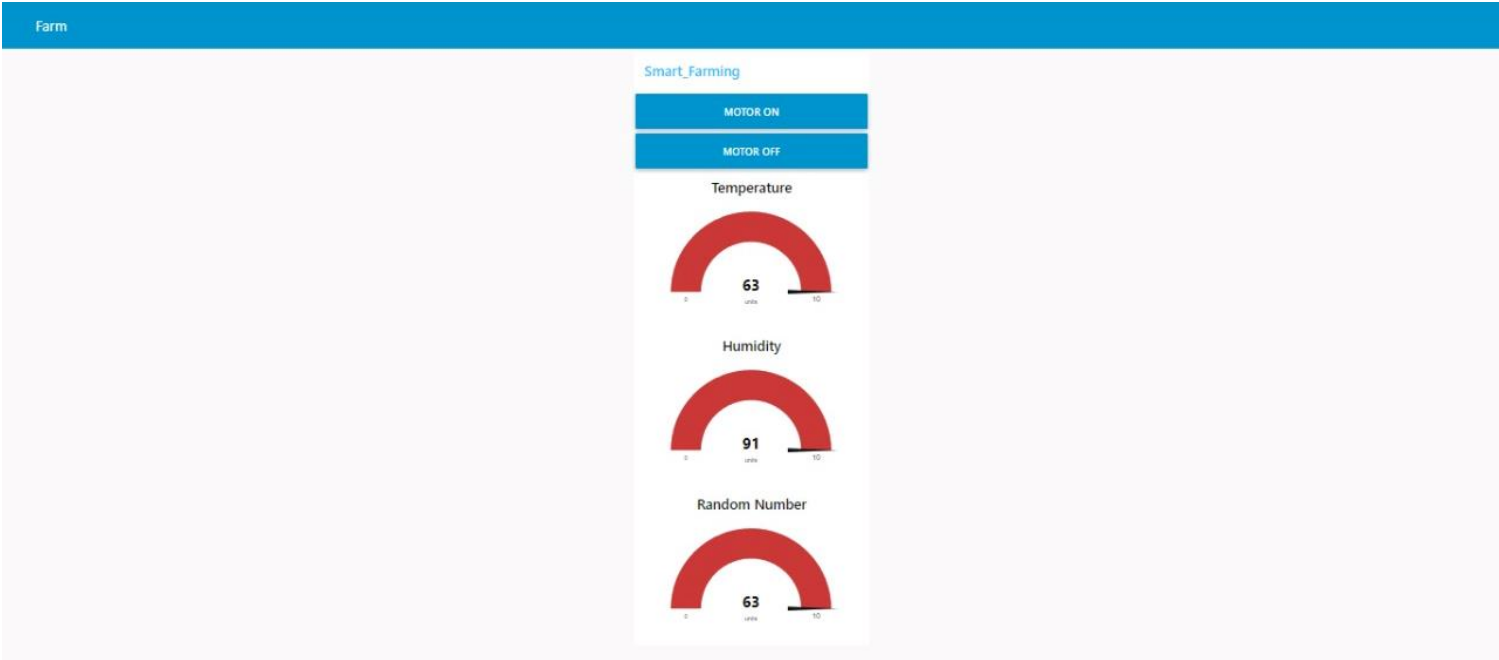 Farm
Smart_Farming
MOTOR ON
MOTOR OFF
Temperature
63
0 units 10
Humidity
91
0 units 10
Random Number
63
0 units 10